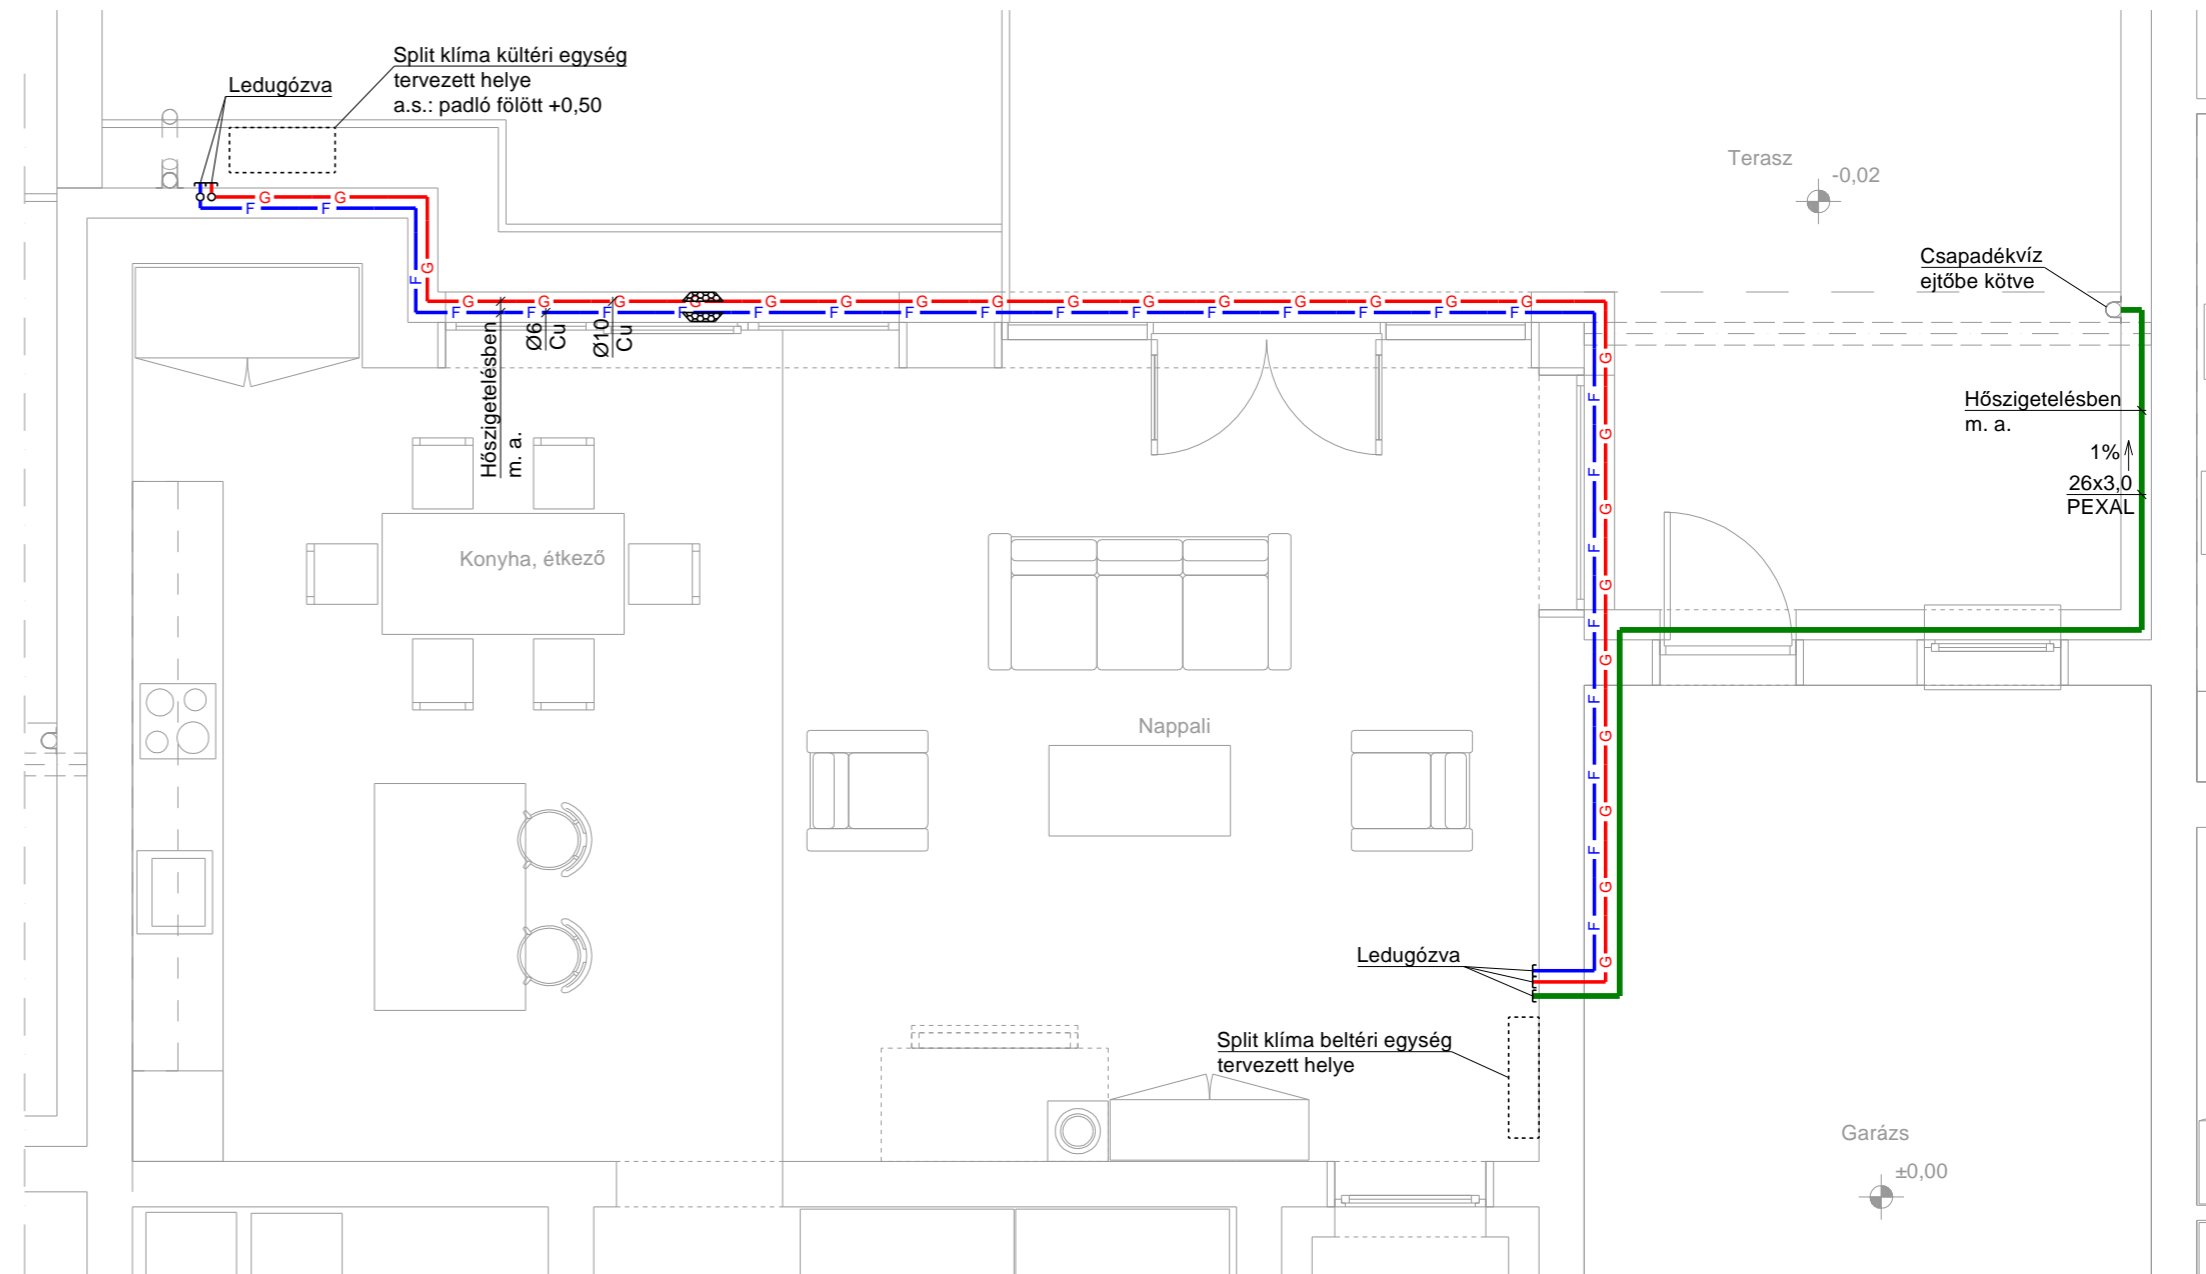 Split klíma kültéri egység
tervezett helye
a.s.: padló fölött +0,50
Ledugózva
Terasz
-0,02
Csapadékvíz
ejtőbe kötve
G G
F F
G
F
G G G G G G G G G G G G G G G
F F F F F F F F F F F F F F F
Hőszigetelésben
m. a.
Ø6
Cu
Ø10
Cu
G G G G G G G G G
F F F F F F F F
Hőszigetelésben
m. a.
1%
26x3,0
PEXAL
Konyha, étkező
Nappali
Ledugózva
Split klíma beltéri egység
tervezett helye
Garázs
±0,00